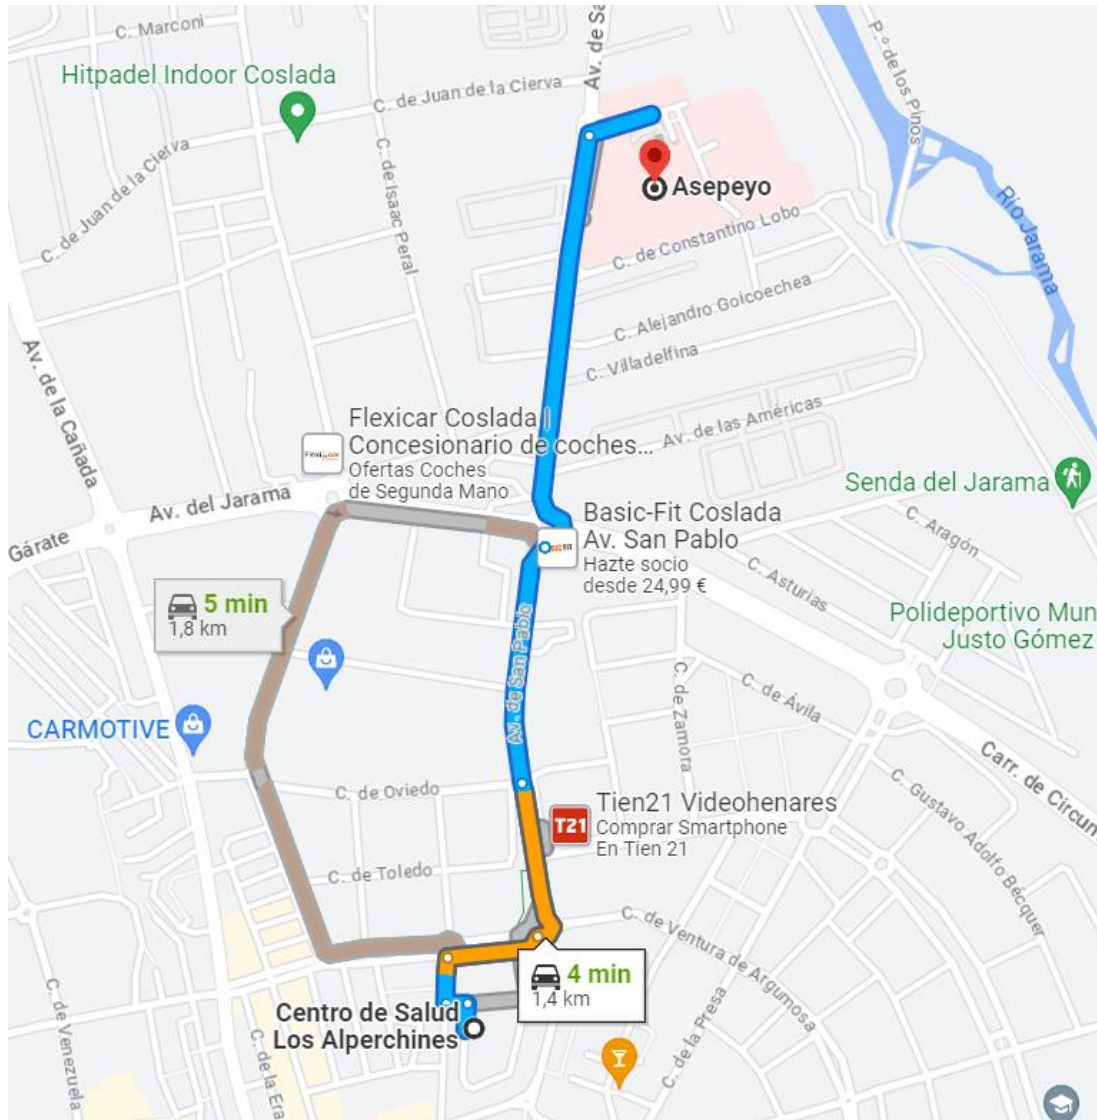 C. Marconi
Av. de Sa
P.º de los Pinos
Hitpadel Indoor Coslada
C. de Juan de la Cierva
C. de Juan de la Cierva
C. de Isaac Peral
Asepeyo
Río Jarama
C. de Constantino Lobo
C. Alejandro Goicoechea
C. Villadelfina
Av. de la Cañada
Av. de las Américas
Flexicar Coslada |
Concesionario de coches...
Ofertas Coches
de Segunda Mano
Av. del Jarama
Senda del Jarama
Gárate
Basic-Fit Coslada
Av. San Pablo
Hazte socio
desde 24,99 €
C. Aragón
C. Asturias
5 min
1,8 km
Polideportivo Mun
Justo Gómez
Av. de San Pablo
C. de Zamora
C. de Ávila
CARMOTIVE
Carr. de Circun
C. de Oviedo
T21
Tien21 Videohenares
Comprar Smartphone
En Tien 21
C. Gustavo Adolfo Bécquer
C. de Toledo
C. de Ventura de Argumosa
4 min
1,4 km
Centro de Salud
Los Alperchines
C. de Venezuela
C. de la Era
C. de la Presa